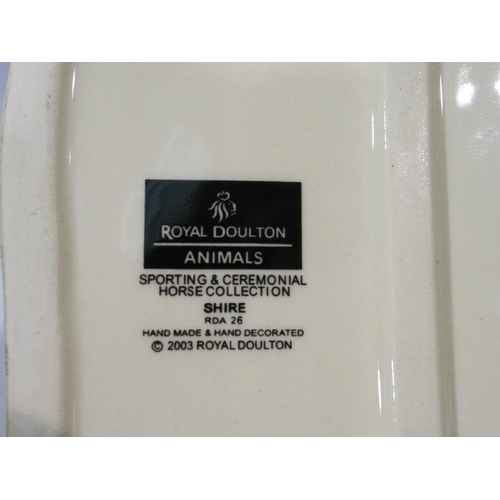 ROYAL DOULTON
ANIMALS
SPORTING & CEREMONIAL
HORSE COLLECTION
SHIRE
RDA 26
HAND MADE & HAND DECORATED
© 2003 ROYAL DOULTON